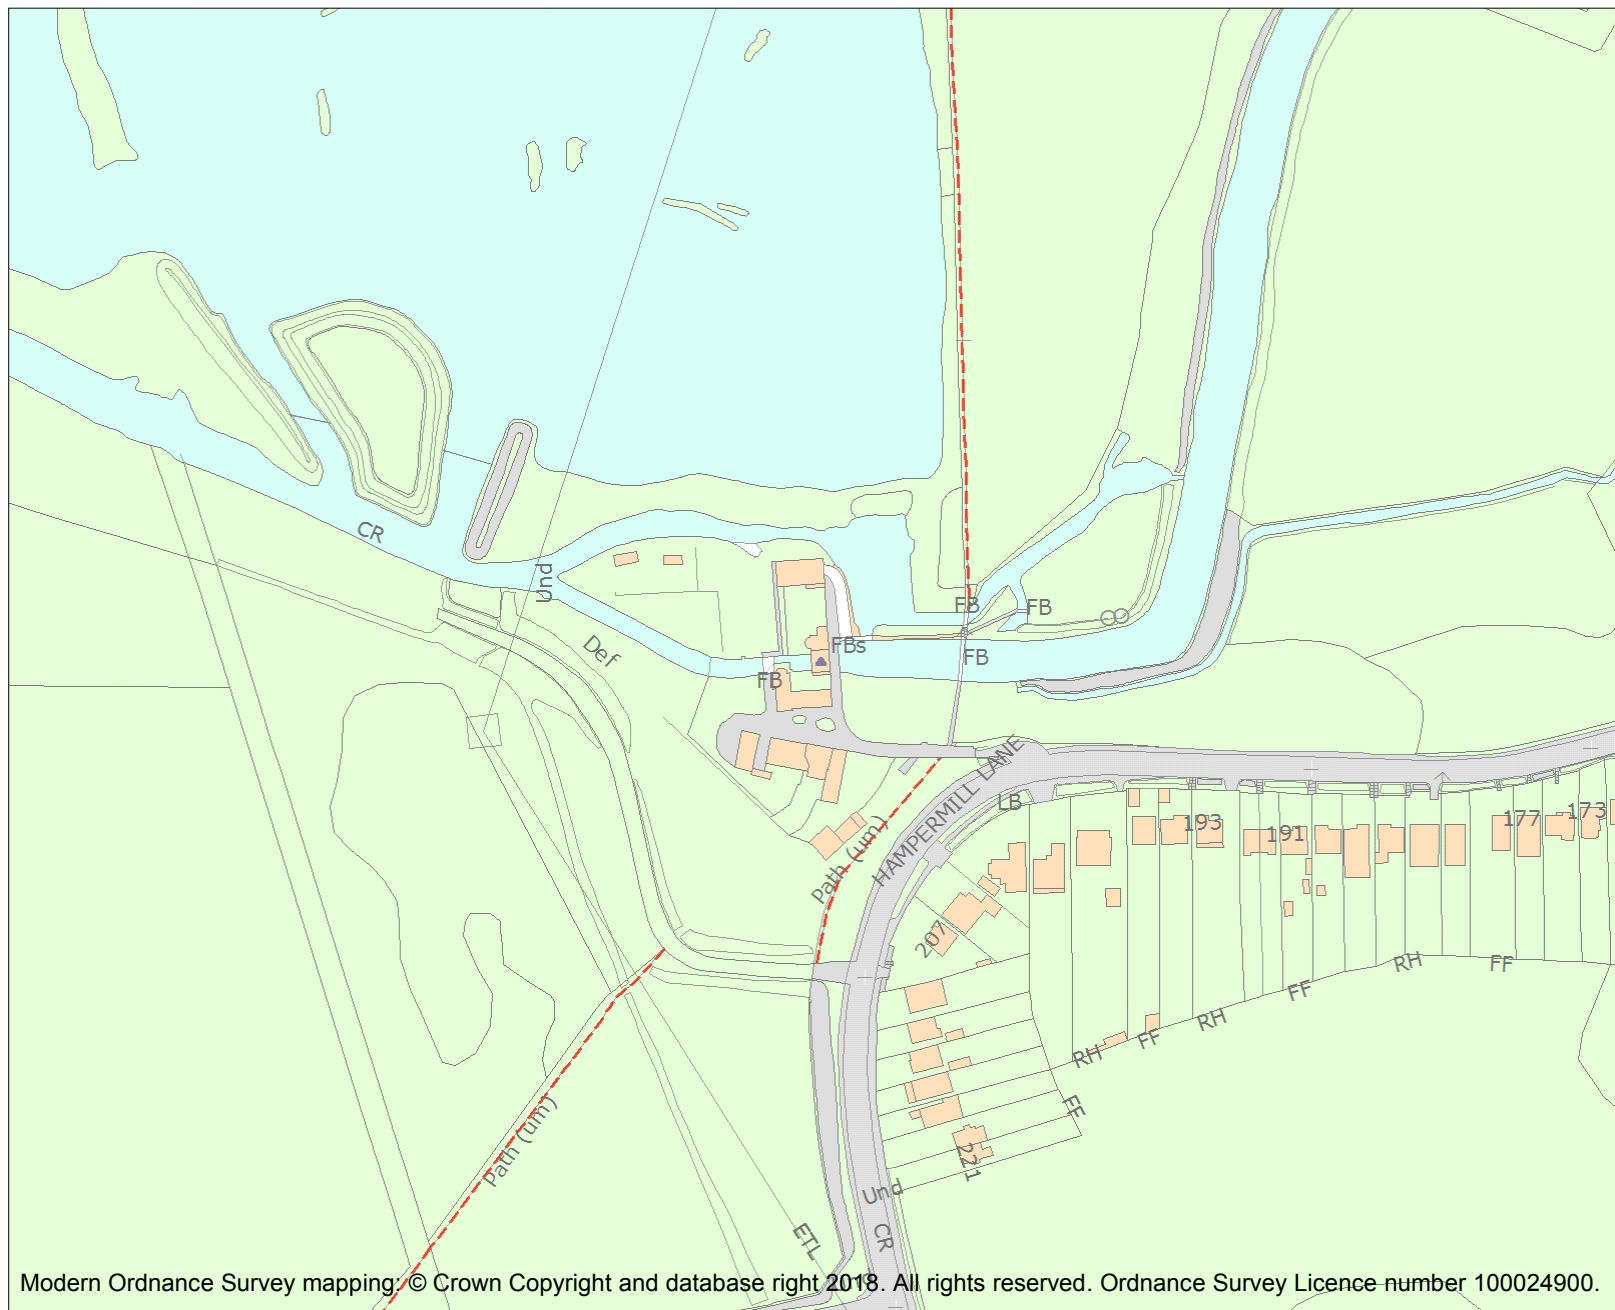 CR
Und
Def
FB
FB
FBs
FB
FB
HAMPERMILL LANE
LB
Path (um)
193
191
177
173
207
RH
FF
FF
RH
FF
RH
FF
Path (um)
221
Und
CR
ETL
Modern Ordnance Survey mapping: © Crown Copyright and database right 2018. All rights reserved. Ordnance Survey Licence number 100024900.